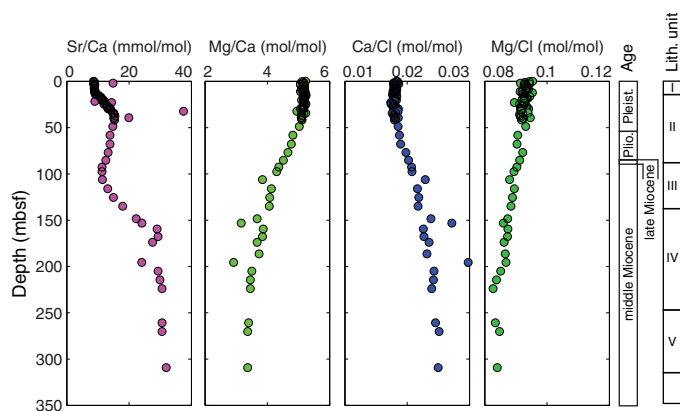 Sr/Ca (mmol/mol) Mg/Ca (mol/mol) Ca/Cl (mol/mol) Mg/Cl (mol/mol)
0 20 40 2 4 6 0.01 0.02 0.03 0.08 0.1 0.12
Age
Lith. unit
Depth (mbsf)
0
50
100
150
200
250
300
350
Pleist.
Plio.
late Miocene
middle Miocene
I
II
III
IV
V